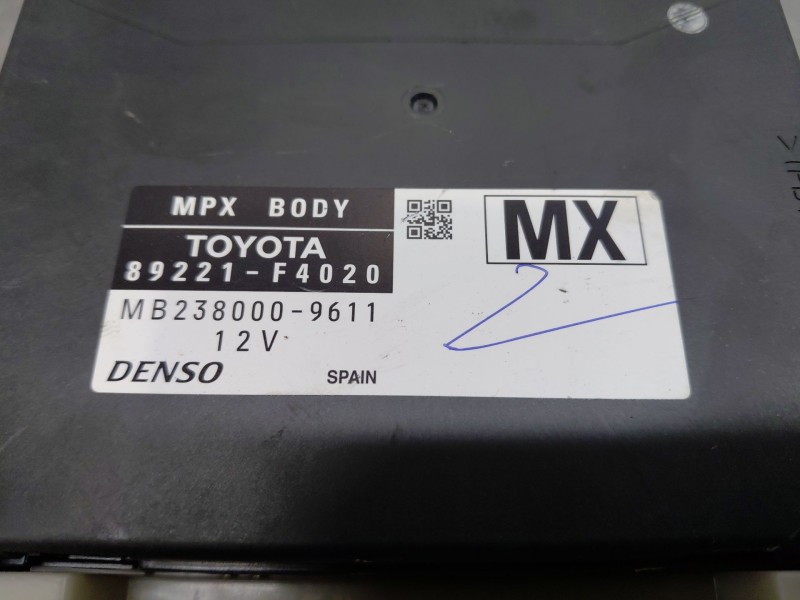 MPX BODY
TOYOTA
89221-F4020
MB238000-9611
12V
DENSO
SPAIN
MX